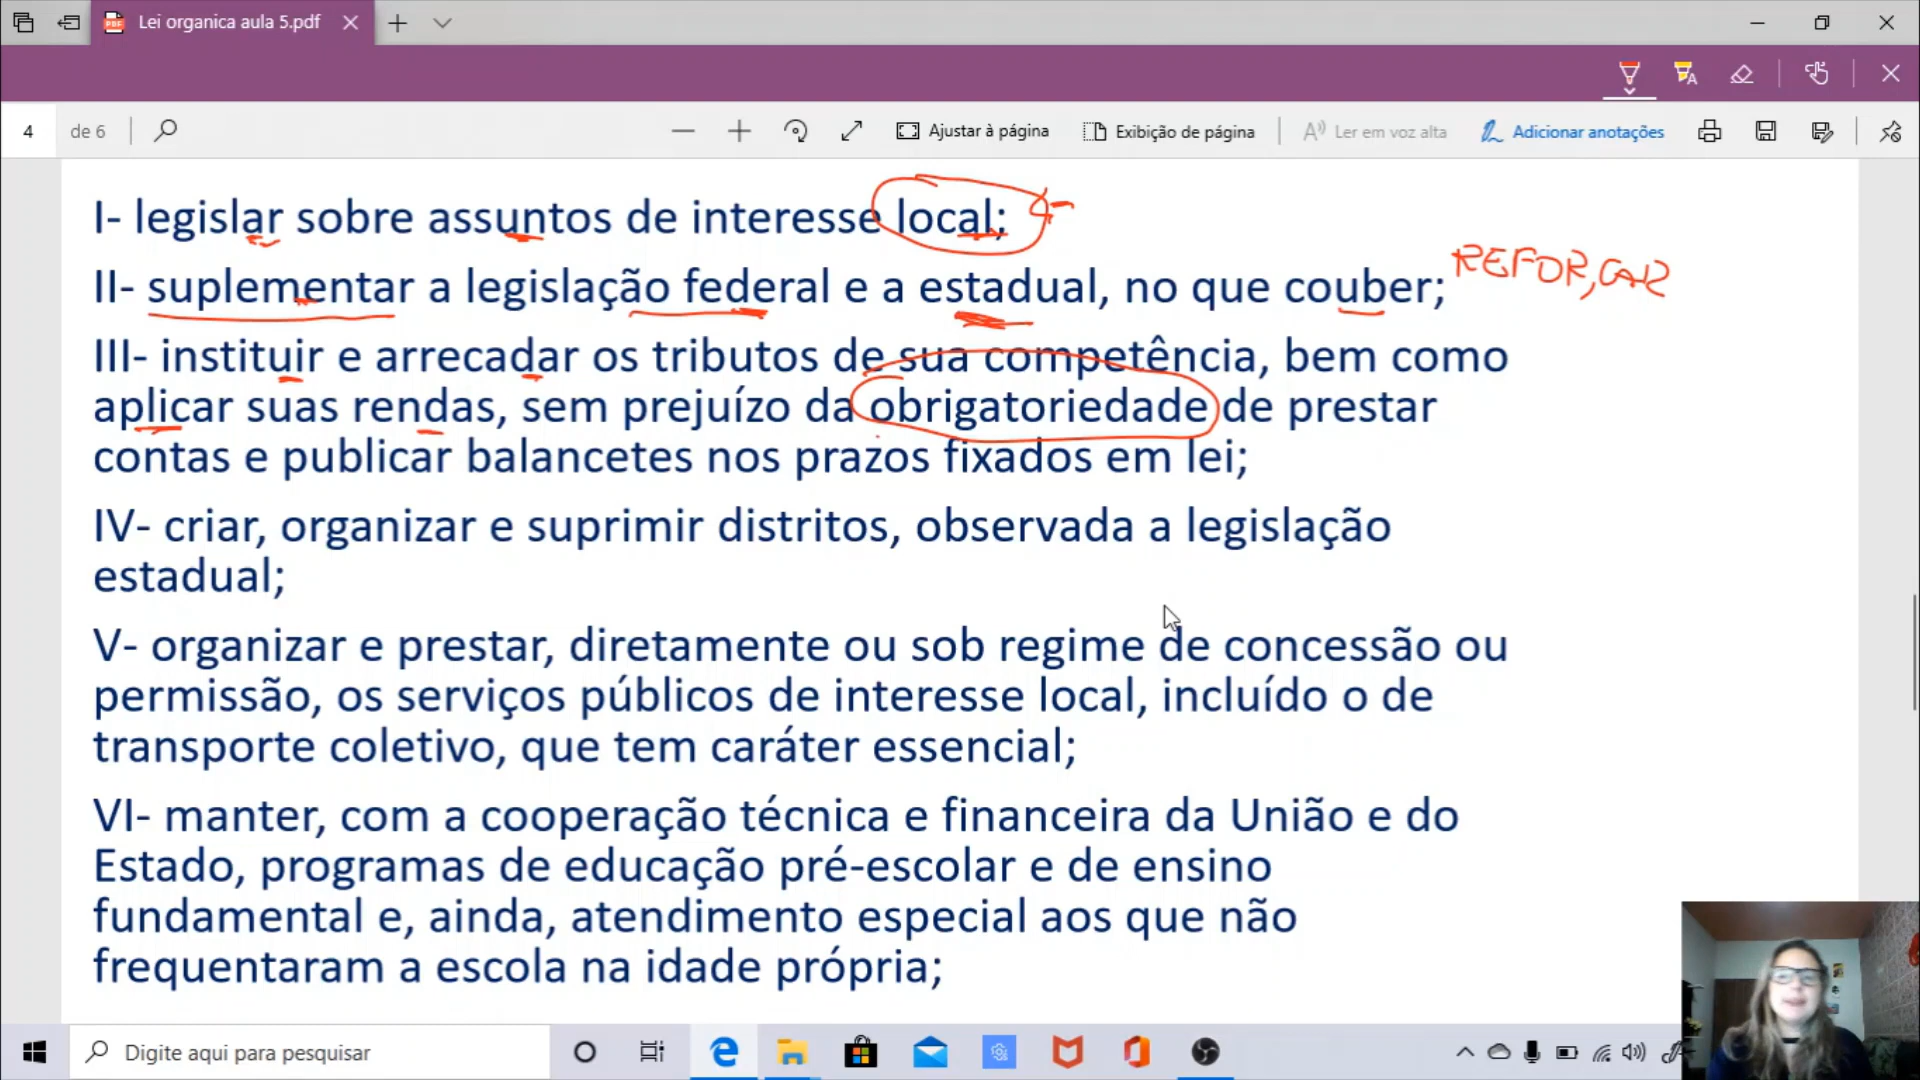 Lei organica aula 5.pdf
4 de 6 Ajustar à página Exibição de página Ler em voz alta Adicionar anotações
I- legislar sobre assuntos de interesse local;
II- suplementar a legislação federal e a estadual, no que couber; REFORÇAR
III- instituir e arrecadar os tributos de sua competência, bem como
aplicar suas rendas, sem prejuízo da obrigatoriedade de prestar
contas e publicar balancetes nos prazos fixados em lei;
IV- criar, organizar e suprimir distritos, observada a legislação
estadual;
V- organizar e prestar, diretamente ou sob regime de concessão ou
permissão, os serviços públicos de interesse local, incluído o de
transporte coletivo, que tem caráter essencial;
VI- manter, com a cooperação técnica e financeira da União e do
Estado, programas de educação pré-escolar e de ensino
fundamental e, ainda, atendimento especial aos que não
frequentaram a escola na idade própria;
Digite aqui para pesquisar